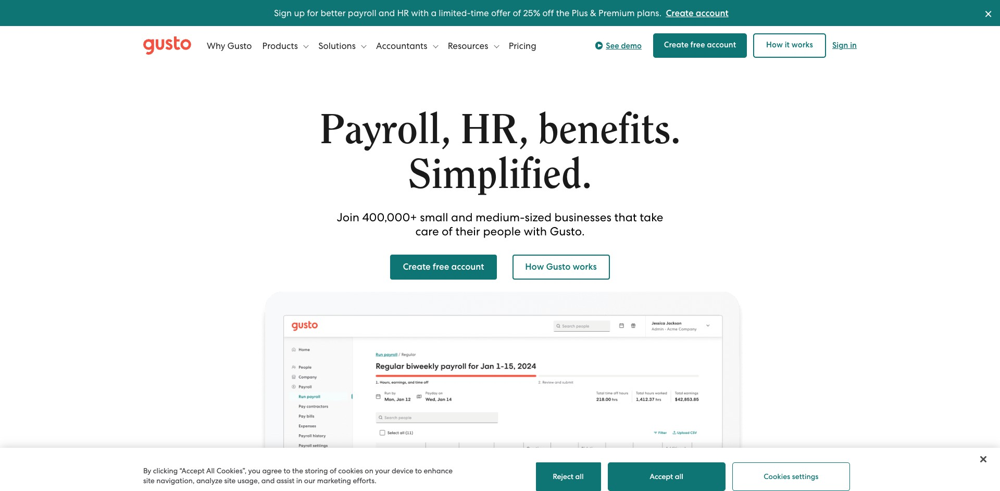 Sign up for better payroll and HR with a limited-time offer of 25% off the Plus & Premium plans. Create account
gusto
Why Gusto
Products
Solutions
Accountants
Resources
Pricing
See demo
Create free account
How it works
Sign in
Payroll, HR, benefits.
Simplified.
Join 400,000+ small and medium-sized businesses that take
care of their people with Gusto.
Create free account
How Gusto works
gusto
Search people
Jessica Jackson
Admin • Acme Company
Home
People
Company
Payroll
Run payroll
Pay contractors
Pay bills
Expenses
Payroll history
Payroll settings
Run payroll / Regular
Regular biweekly payroll for Jan 1-15, 2024
1. Hours, earnings, and time off
2. Review and submit
Run by
Mon, Jan 12
Payday on
Wed, Jan 14
Total time off hours
218.00 hrs
Total hours worked
1,412.37 hrs
Total earnings
$42,853.85
Search people
Select all (11)
Filter
Upload CSV
By clicking “Accept All Cookies”, you agree to the storing of cookies on your device to enhance
site navigation, analyze site usage, and assist in our marketing efforts.
Reject all
Accept all
Cookies settings